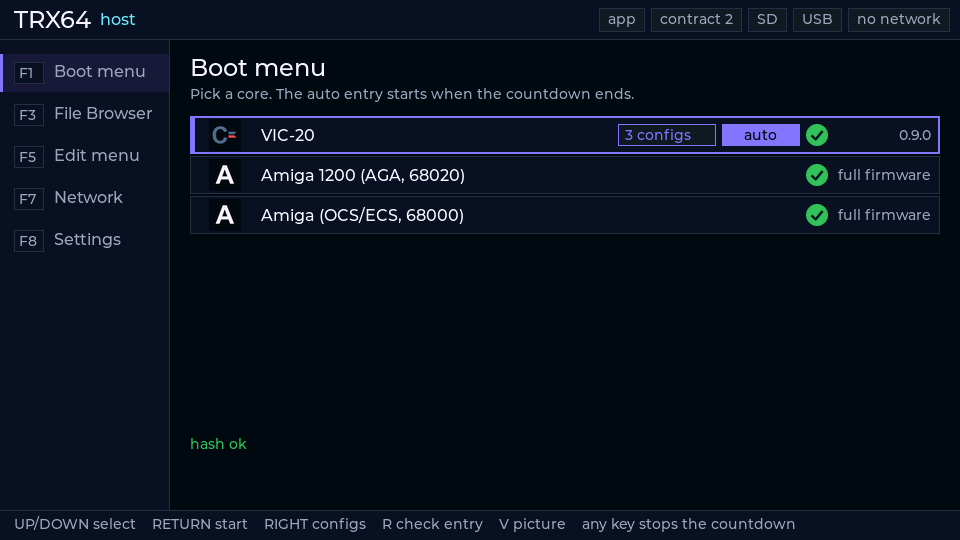 TRX64 host app contract 2 SD USB no network
F1 Boot menu
F3 File Browser
F5 Edit menu
F7 Network
F8 Settings
Boot menu
Pick a core. The auto entry starts when the countdown ends.
C= VIC-20 3 configs auto 0.9.0
A Amiga 1200 (AGA, 68020) full firmware
A Amiga (OCS/ECS, 68000) full firmware
hash ok
UP/DOWN select RETURN start RIGHT configs R check entry V picture any key stops the countdown